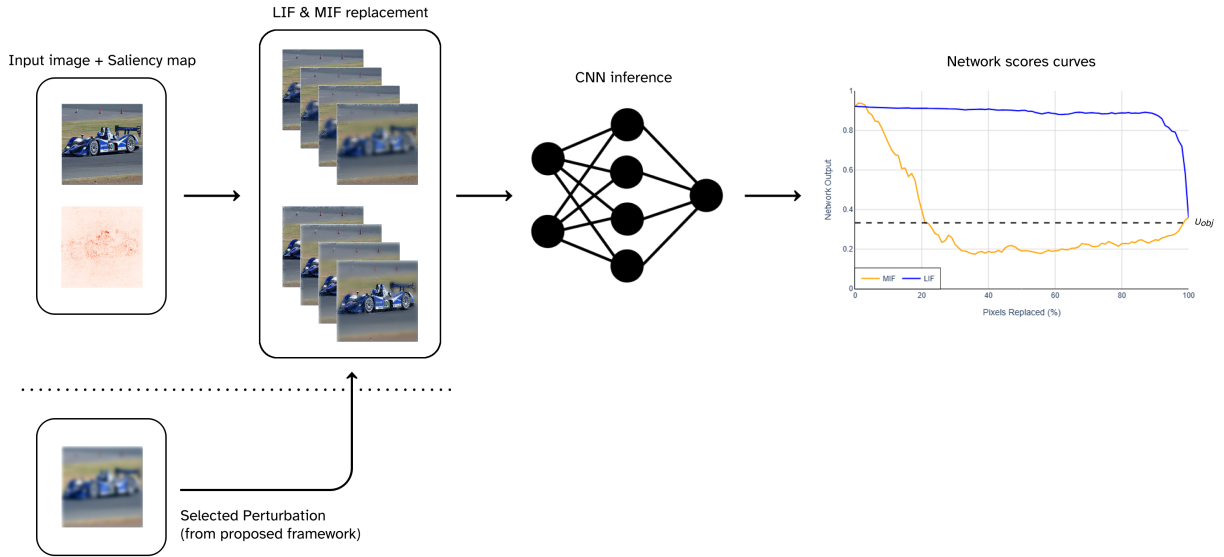 LIF & MIF replacement
Input image + Saliency map
CNN inference
Network scores curves
1
0.8
0.6
0.4
0.2
0
Network Output
U_obj
MIF
LIF
0
20
40
60
80
100
Pixels Replaced (%)
Selected Perturbation
(from proposed framework)